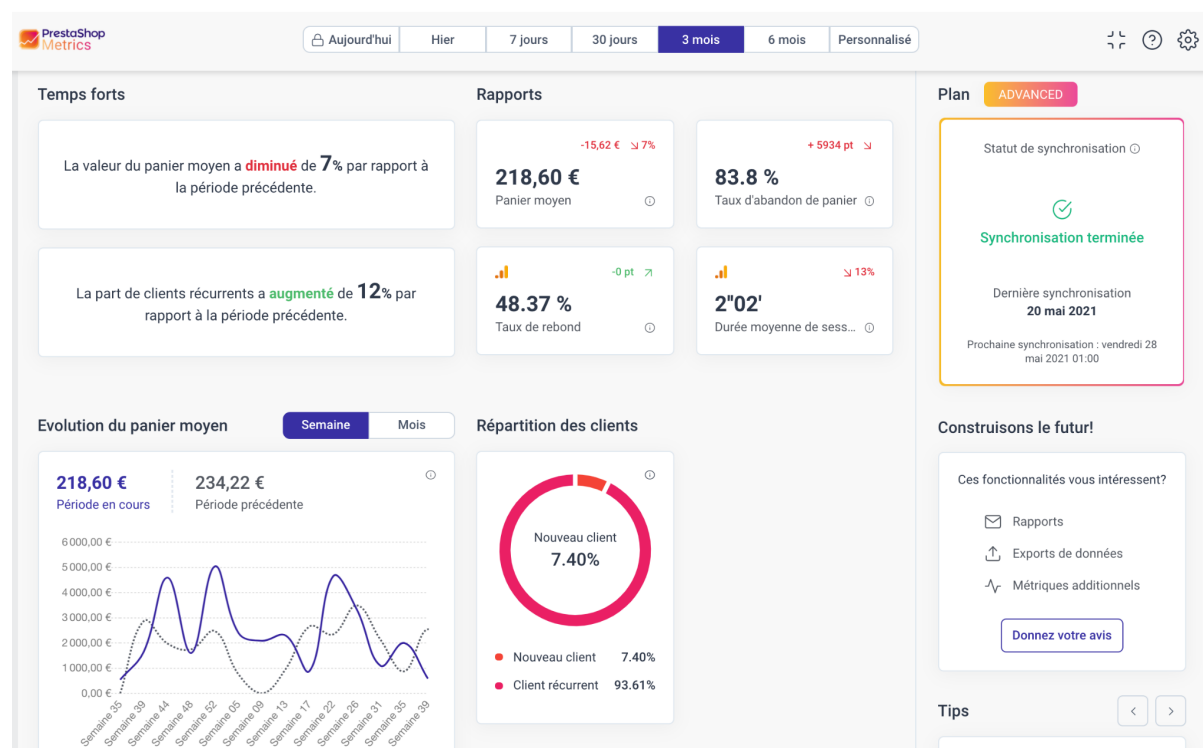 PrestaShop
Metrics
Aujourd'hui
Hier
7 jours
30 jours
3 mois
6 mois
Personnalisé
Temps forts
La valeur du panier moyen a diminué de 7% par rapport à
la période précédente.
La part de clients récurrents a augmenté de 12% par
rapport à la période précédente.
Rapports
-15,62 € 7%
218,60 €
Panier moyen
+ 5934 pt
83.8 %
Taux d'abandon de panier
-0 pt
48.37 %
Taux de rebond
13%
2"02'
Durée moyenne de sess...
Plan ADVANCED
Statut de synchronisation
Synchronisation terminée
Dernière synchronisation
20 mai 2021
Prochaine synchronisation : vendredi 28
mai 2021 01:00
Evolution du panier moyen
Semaine
Mois
218,60 €
Période en cours
234,22 €
Période précédente
6 000,00 €
5 000,00 €
4 000,00 €
3 000,00 €
2 000,00 €
1 000,00 €
0,00 €
Semaine 35
Semaine 39
Semaine 44
Semaine 48
Semaine 52
Semaine 05
Semaine 09
Semaine 13
Semaine 17
Semaine 22
Semaine 26
Semaine 31
Semaine 35
Semaine 39
Répartition des clients
Nouveau client
7.40%
Nouveau client 7.40%
Client récurrent 93.61%
Construisons le futur!
Ces fonctionnalités vous intéressent?
Rapports
Exports de données
Métriques additionnels
Donnez votre avis
Tips